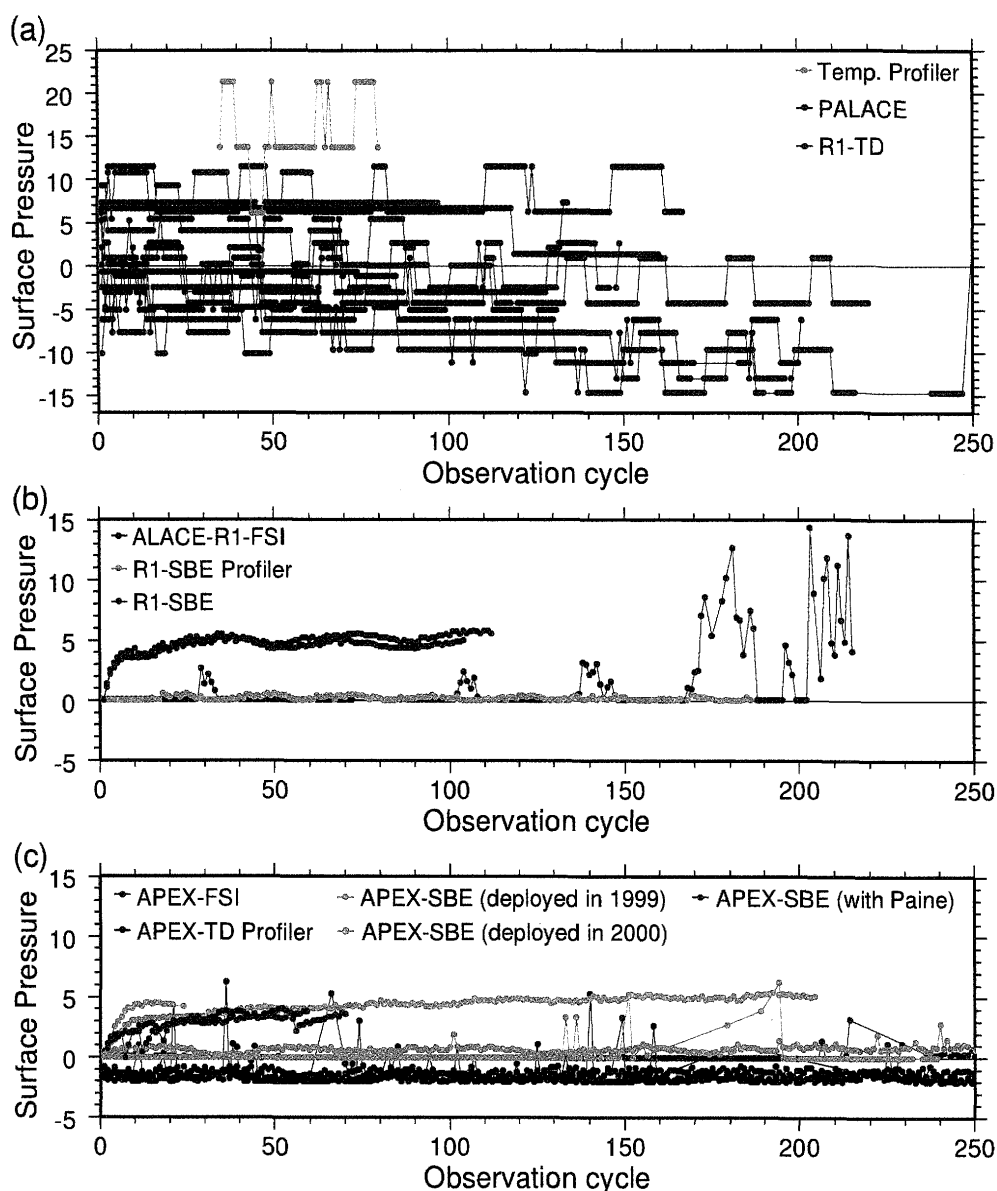 (a)
25
20
15
10
5
0
-5
-10
-15
Surface Pressure
Temp. Profiler
PALACE
R1-TD
0 50 100 150 200 250
Observation cycle
(b)
15
10
5
0
-5
Surface Pressure
ALACE-R1-FSI
R1-SBE Profiler
R1-SBE
0 50 100 150 200 250
Observation cycle
(c)
15
10
5
0
-5
Surface Pressure
APEX-FSI APEX-SBE (deployed in 1999) APEX-SBE (with Paine)
APEX-TD Profiler APEX-SBE (deployed in 2000)
0 50 100 150 200 250
Observation cycle